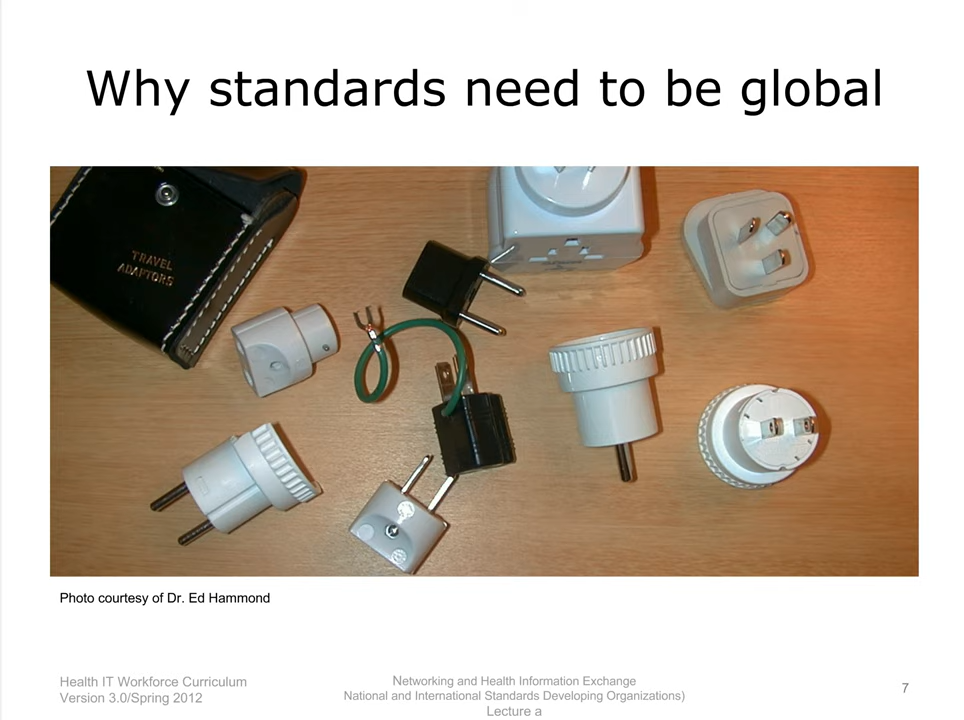 Why standards need to be global
TRAVEL
ADAPTORS
Photo courtesy of Dr. Ed Hammond
Health IT Workforce Curriculum
Version 3.0/Spring 2012
Networking and Health Information Exchange
National and International Standards Developing Organizations)
Lecture a
7